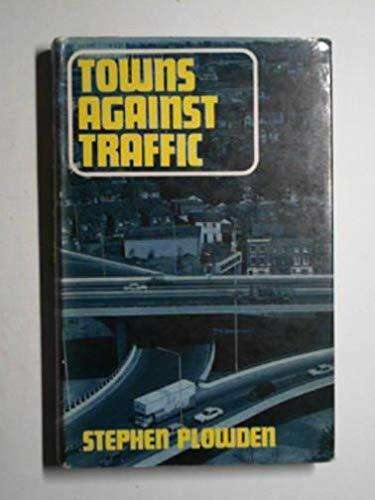 TOWNS
AGAINST
TRAFFIC
STEPHEN PLOWDEN